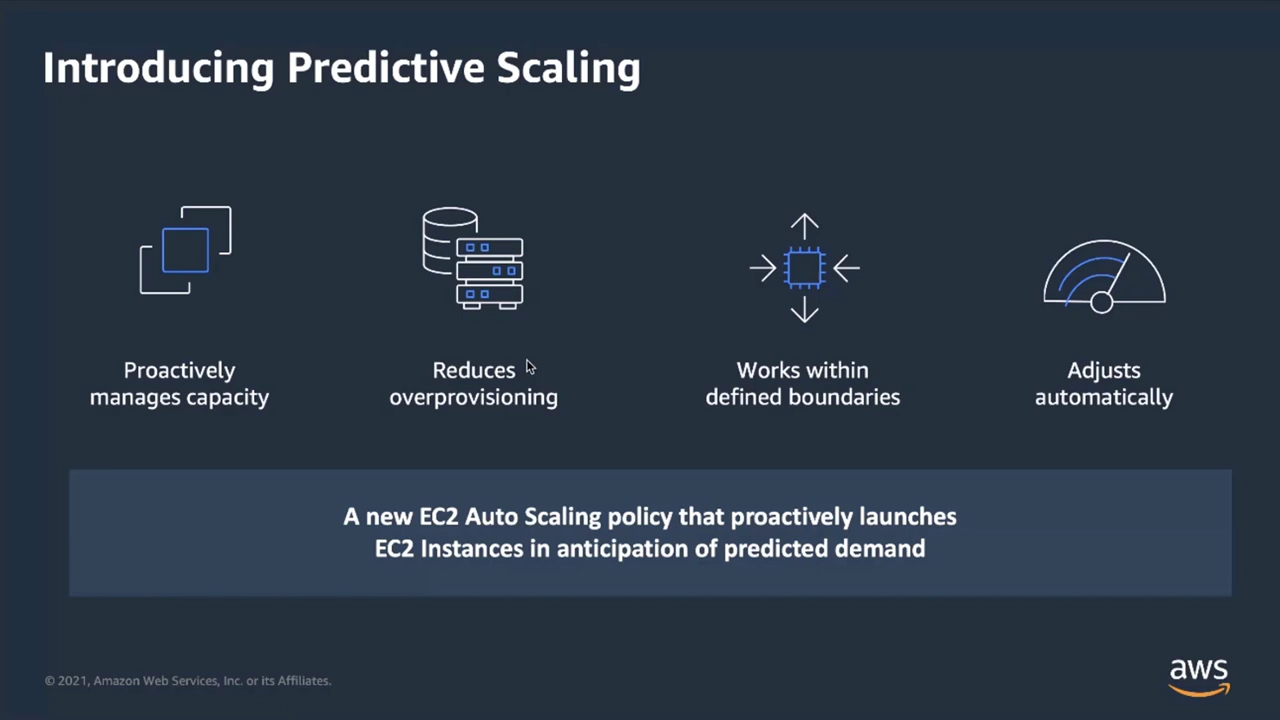 Introducing Predictive Scaling
Proactively
manages capacity
Reduces
overprovisioning
Works within
defined boundaries
Adjusts
automatically
A new EC2 Auto Scaling policy that proactively launches
EC2 Instances in anticipation of predicted demand
© 2021, Amazon Web Services, Inc. or its Affiliates.
aws